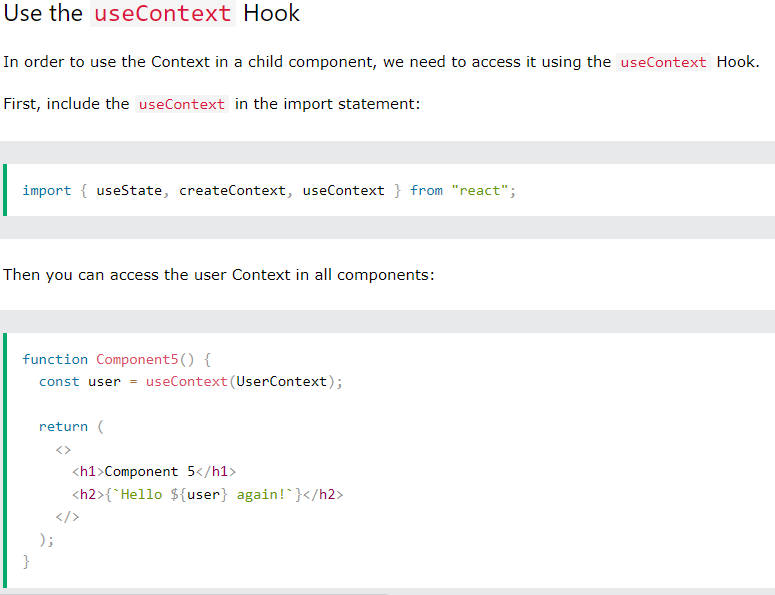 Use the useContext Hook
In order to use the Context in a child component, we need to access it using the useContext Hook.
First, include the useContext in the import statement:
import { useState, createContext, useContext } from "react";
Then you can access the user Context in all components:
function Component5() {
  const user = useContext(UserContext);
  return (
    <>
      <h1>Component 5</h1>
      <h2>{`Hello ${user} again!`}</h2>
    </>
  );
}